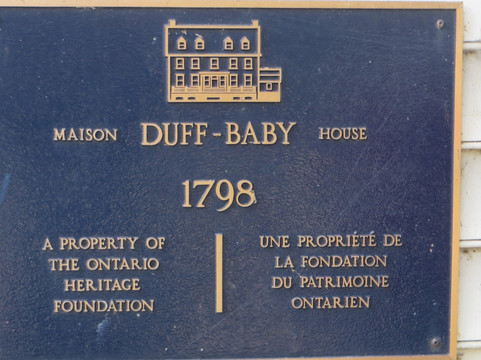 MAISON DUFF-BABY HOUSE
1798
A PROPERTY OF
THE ONTARIO
HERITAGE
FOUNDATION
UNE PROPRIÉTÉ DE
LA FONDATION
DU PATRIMOINE
ONTARIEN